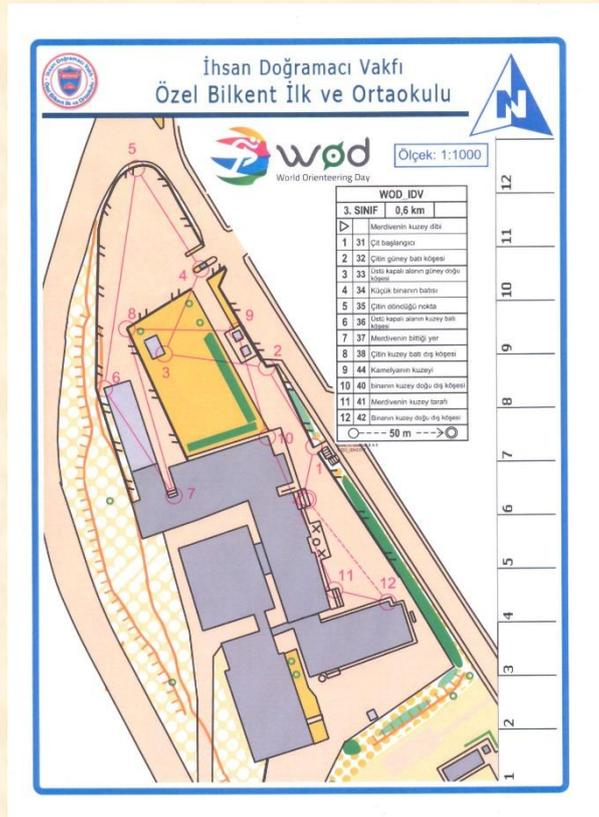 İhsan Doğramacı Vakfı
Özel Bilkent İlk ve Ortaokulu
N
wød
World Orienteering Day
Ölçek: 1:1000
WOD_IDV
3. SINIF 0,6 km
Merdivenin kuzey dibi
1 31 Çit başlangıcı
2 32 Çitin güney batı köşesi
3 33 Üstü kapalı alanın güney doğu köşesi
4 34 Küçük binanın batısı
5 35 Çitin döndüğü nokta
6 36 Üstü kapalı alanın kuzey batı köşesi
7 37 Merdivenin bittiği yer
8 38 Çitin kuzey batı dış köşesi
9 44 Kamelyanın kuzeyi
10 40 binanın kuzey doğu dış köşesi
11 41 Merdivenin kuzey tarafı
12 42 Binanın kuzey doğu dış köşesi
50 m
5
4
8
9
3
2
6
10
1
7
11
12
12
11
10
9
8
7
6
5
4
3
2
1